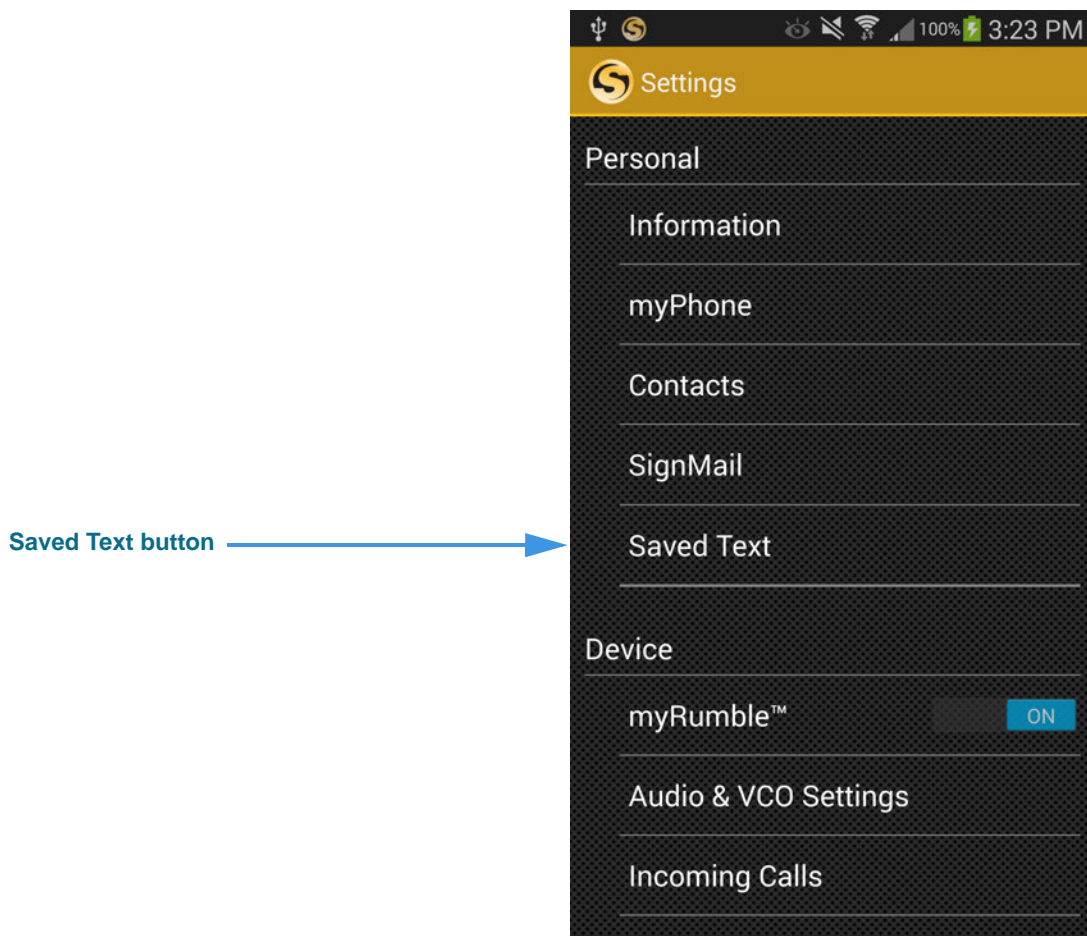 100% 3:23 PM
Settings
Personal
Information
myPhone
Contacts
SignMail
Saved Text button
Saved Text
Device
myRumble™ ON
Audio & VCO Settings
Incoming Calls